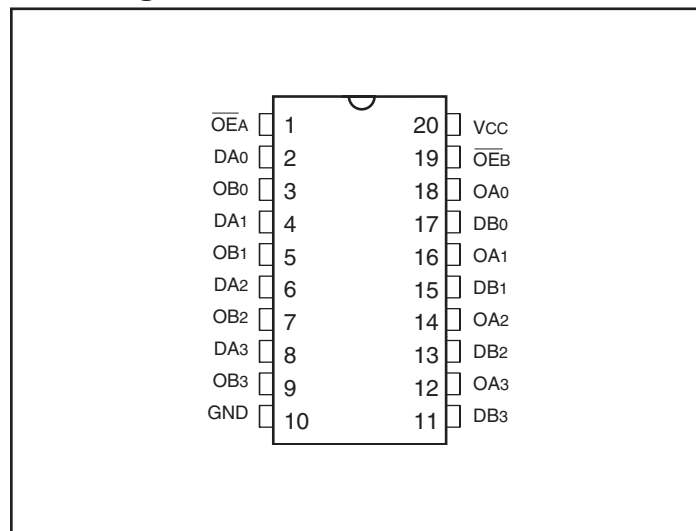 O̅E̅A 1 20 VCC
DA0 2 19 O̅E̅B
OB0 3 18 OA0
DA1 4 17 DB0
OB1 5 16 OA1
DA2 6 15 DB1
OB2 7 14 OA2
DA3 8 13 DB2
OB3 9 12 OA3
GND 10 11 DB3